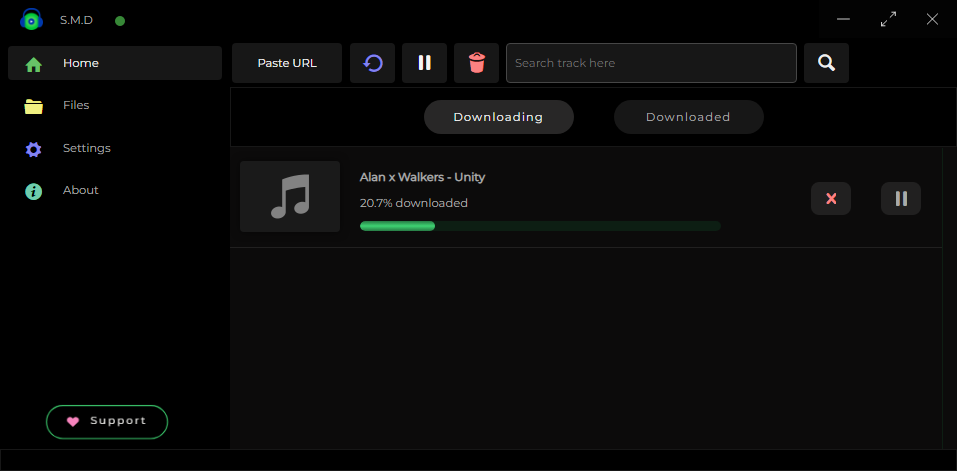 S.M.D
Home
Files
Settings
About
Support
Paste URL
Search track here
Downloading
Downloaded
Alan x Walkers - Unity
20.7% downloaded